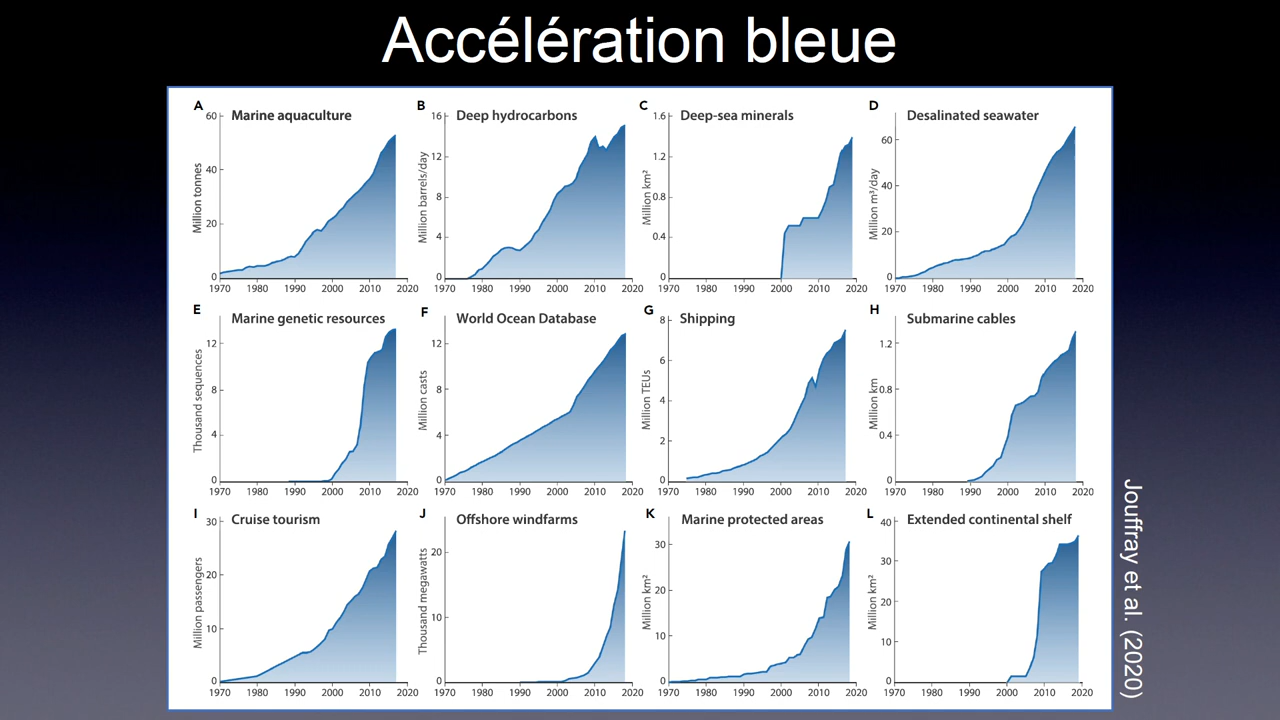 Accélération bleue
A Marine aquaculture
60
40
20
0
Million tonnes
1970 1980 1990 2000 2010 2020
B Deep hydrocarbons
16
12
8
4
0
Million barrels/day
1970 1980 1990 2000 2010 2020
C Deep-sea minerals
1.6
1.2
0.8
0.4
0
Million km²
1970 1980 1990 2000 2010 2020
D Desalinated seawater
60
40
20
0
Million m³/day
1970 1980 1990 2000 2010 2020
E Marine genetic resources
12
8
4
0
Thousand sequences
1970 1980 1990 2000 2010 2020
F World Ocean Database
12
8
4
0
Million casts
1970 1980 1990 2000 2010 2020
G Shipping
8
6
4
2
0
Million TEUs
1970 1980 1990 2000 2010 2020
H Submarine cables
1.2
0.8
0.4
0
Million km
1970 1980 1990 2000 2010 2020
I Cruise tourism
30
20
10
0
Million passengers
1970 1980 1990 2000 2010 2020
J Offshore windfarms
20
10
0
Thousand megawatts
1970 1980 1990 2000 2010 2020
K Marine protected areas
30
20
10
0
Million km²
1970 1980 1990 2000 2010 2020
L Extended continental shelf
40
30
20
10
0
Million km²
1970 1980 1990 2000 2010 2020
Jouffray et al. (2020)